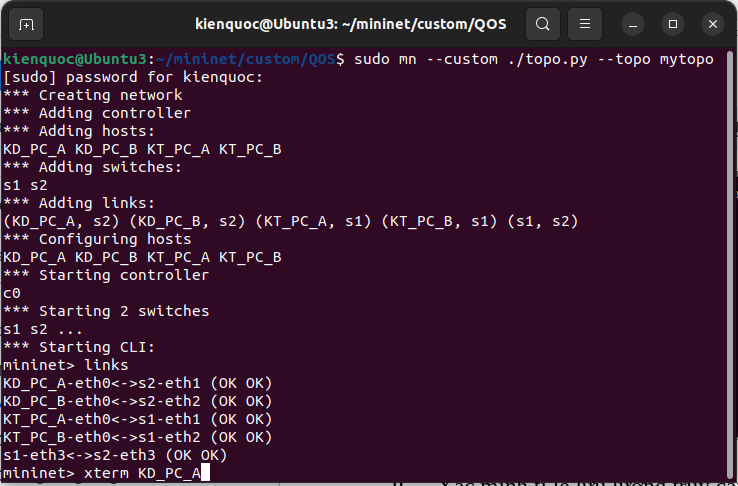 kienquoc@Ubuntu3: ~/mininet/custom/QOS
kienquoc@Ubuntu3:~/mininet/custom/QOS$ sudo mn --custom ./topo.py --topo mytopo
[sudo] password for kienquoc:
*** Creating network
*** Adding controller
*** Adding hosts:
KD_PC_A KD_PC_B KT_PC_A KT_PC_B
*** Adding switches:
s1 s2
*** Adding links:
(KD_PC_A, s2) (KD_PC_B, s2) (KT_PC_A, s1) (KT_PC_B, s1) (s1, s2)
*** Configuring hosts
KD_PC_A KD_PC_B KT_PC_A KT_PC_B
*** Starting controller
c0
*** Starting 2 switches
s1 s2 ...
*** Starting CLI:
mininet> links
KD_PC_A-eth0<->s2-eth1 (OK OK)
KD_PC_B-eth0<->s2-eth2 (OK OK)
KT_PC_A-eth0<->s1-eth1 (OK OK)
KT_PC_B-eth0<->s1-eth2 (OK OK)
s1-eth3<->s2-eth3 (OK OK)
mininet> xterm KD_PC_A